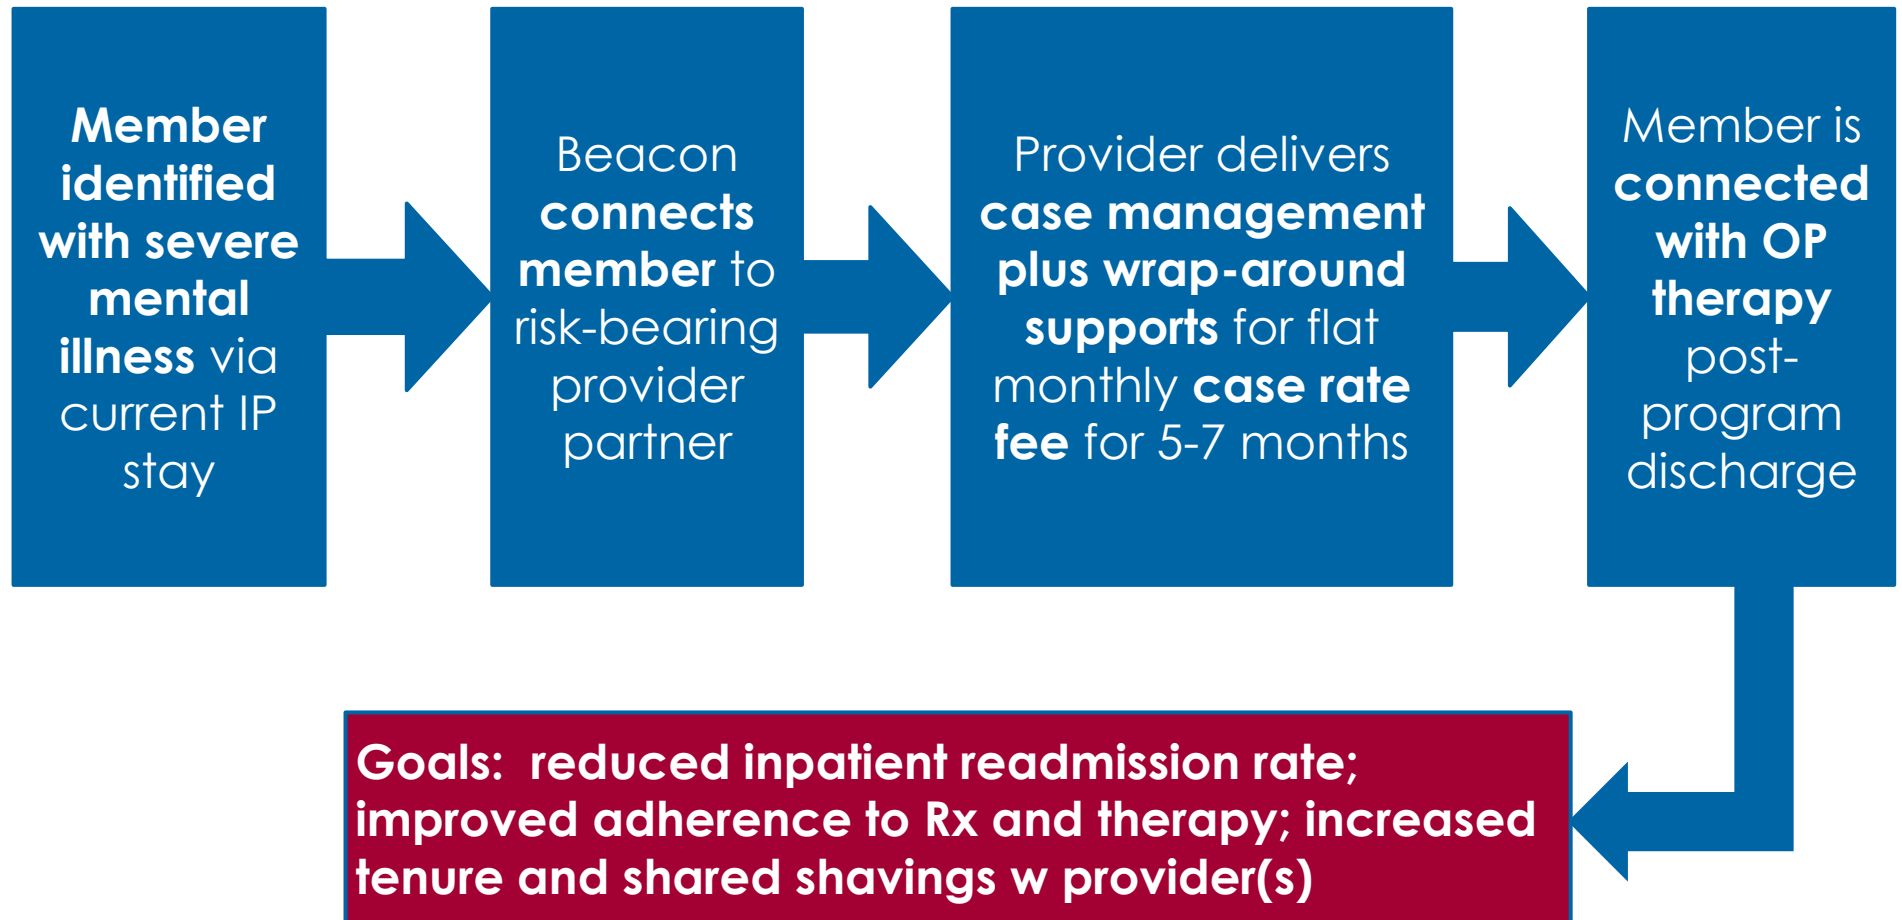 Member
identified
with severe
mental
illness via
current IP
stay
Beacon
connects
member to
risk-bearing
provider
partner
Provider delivers
case management
plus wrap-around
supports for flat
monthly case rate
fee for 5-7 months
Member is
connected
with OP
therapy
post-
program
discharge
Goals:  reduced inpatient readmission rate;
improved adherence to Rx and therapy; increased
tenure and shared shavings w provider(s)